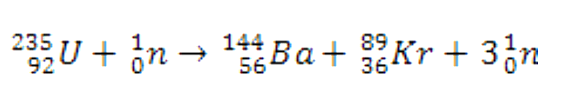 ²³⁵₉₂U + ¹₀n → ¹⁴⁴₅₆Ba + ⁸⁹₃₆Kr + 3¹₀n